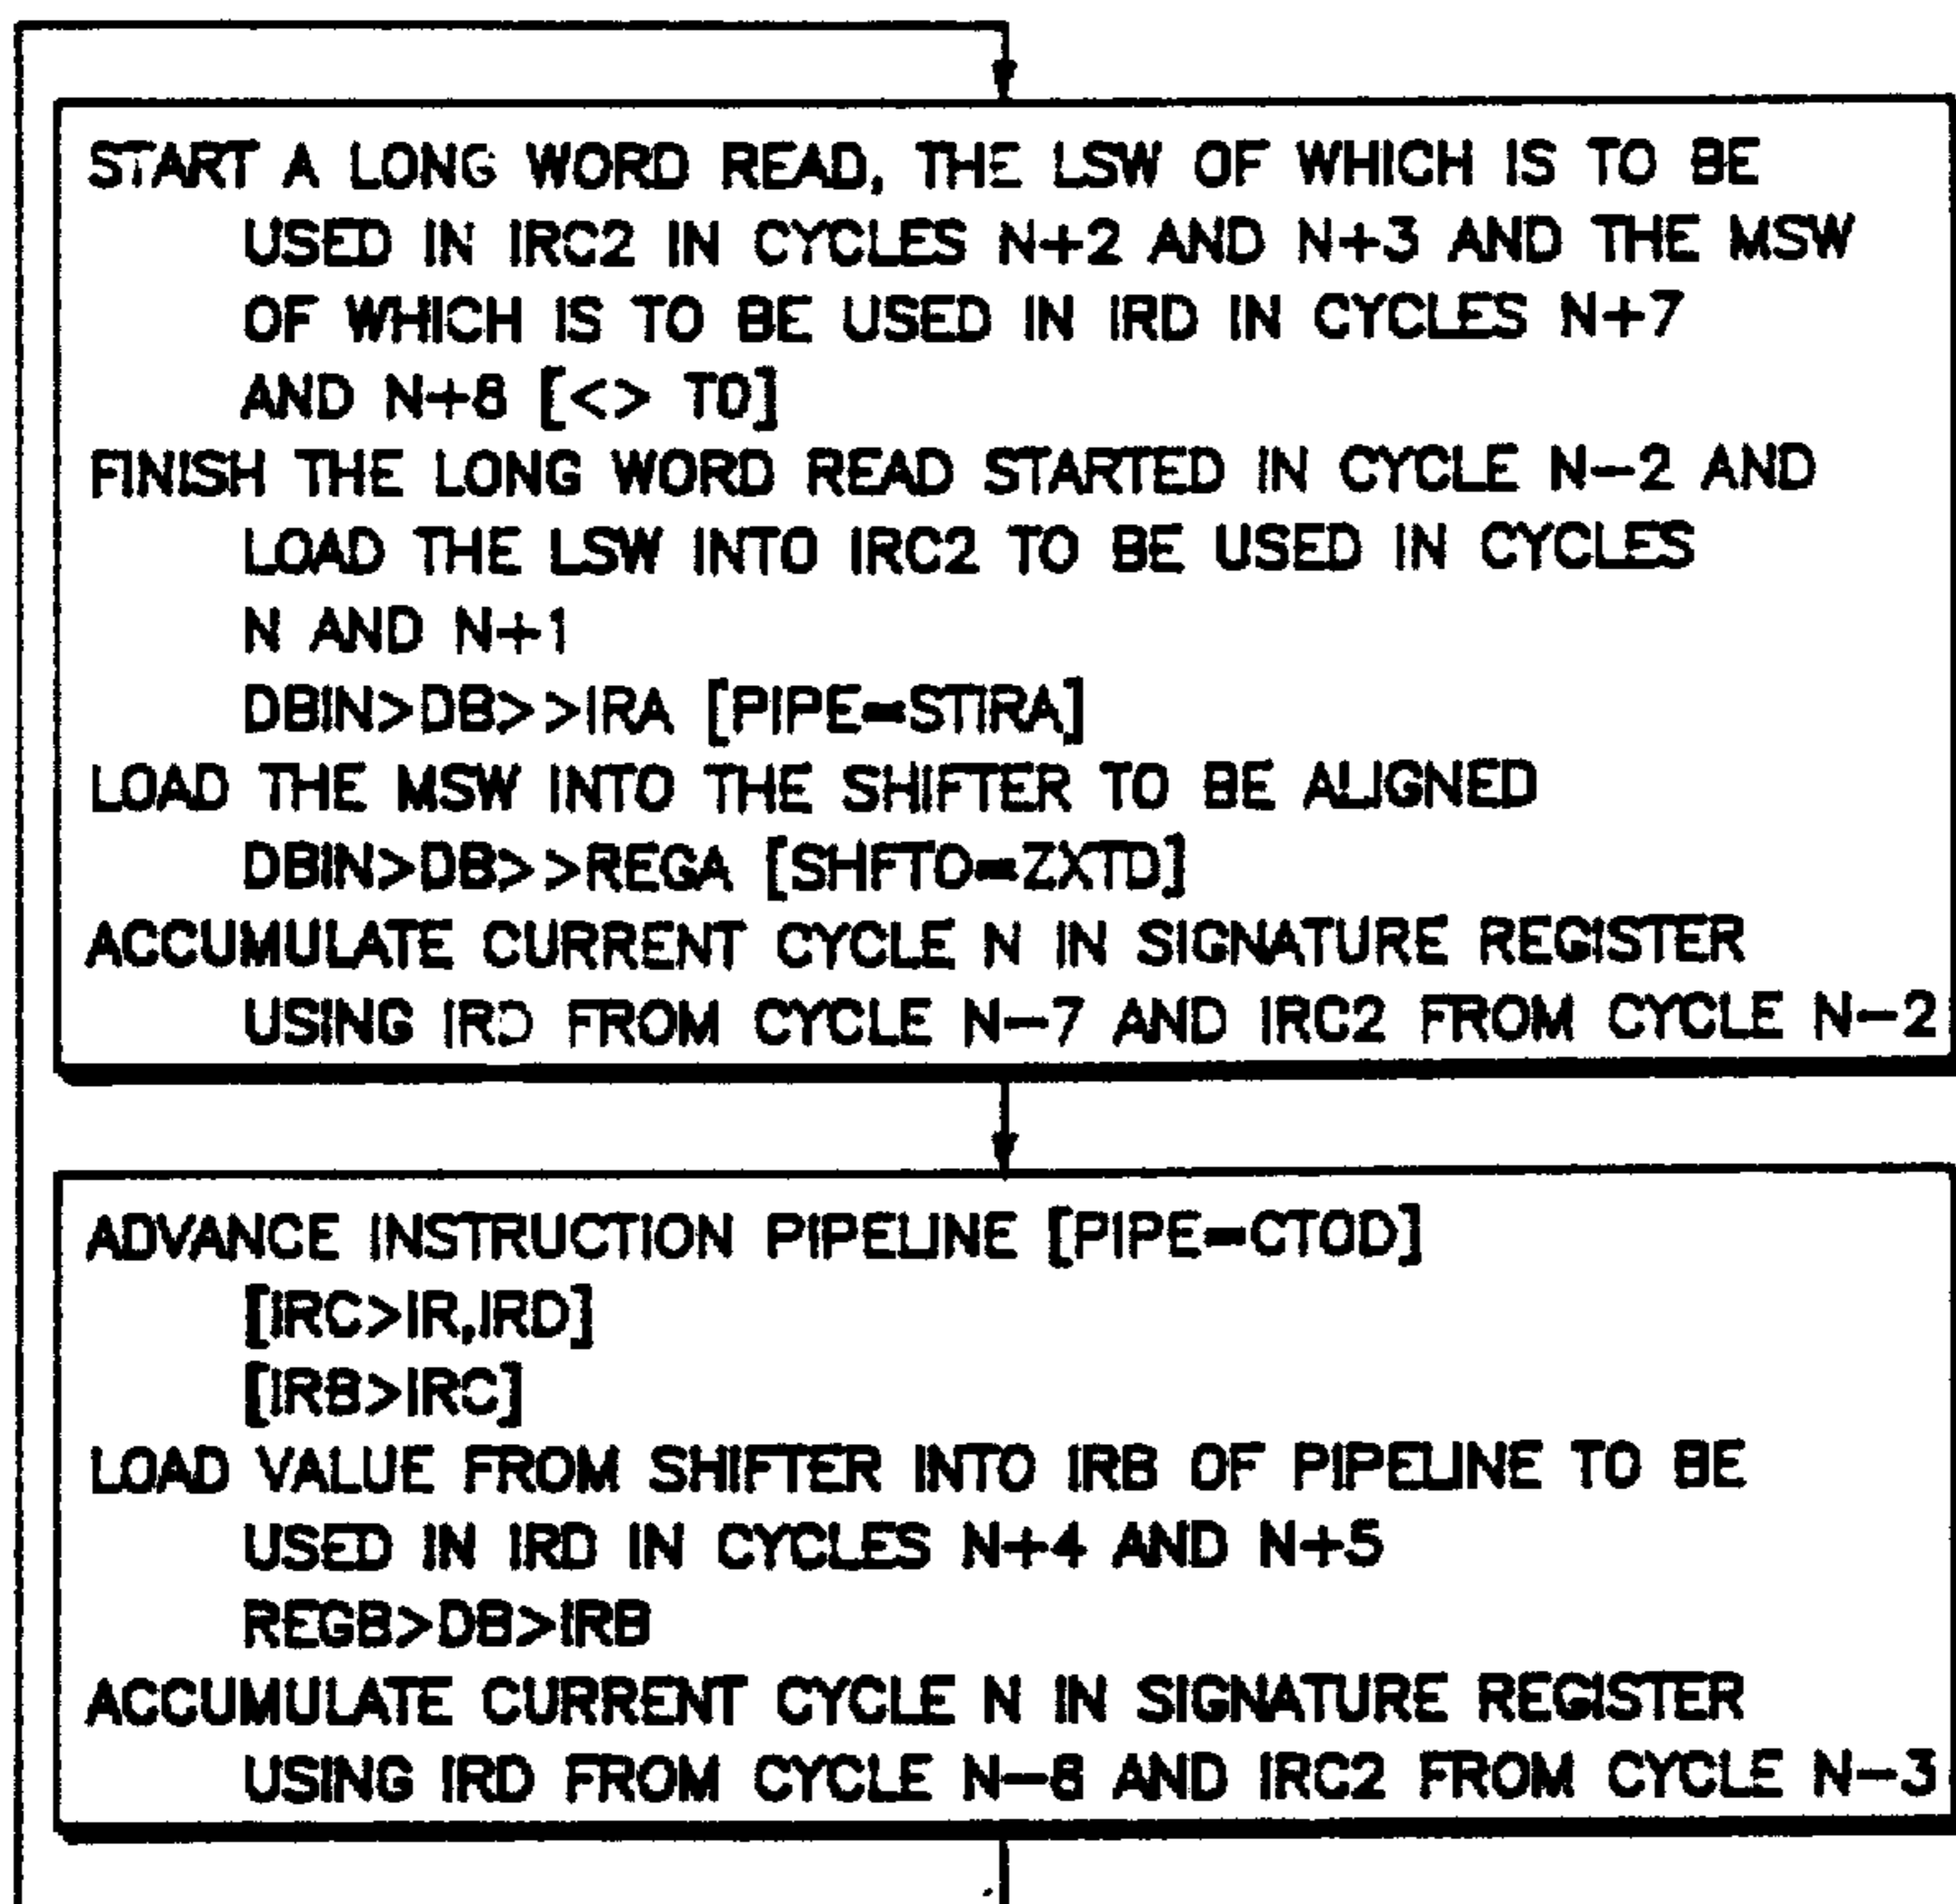 START A LONG WORD READ, THE LSW OF WHICH IS TO BE
USED IN IRC2 IN CYCLES N+2 AND N+3 AND THE MSW
OF WHICH IS TO BE USED IN IRD IN CYCLES N+7
AND N+8 [<> T0]
FINISH THE LONG WORD READ STARTED IN CYCLE N-2 AND
LOAD THE LSW INTO IRC2 TO BE USED IN CYCLES
N AND N+1
DBIN>DB>>IRA [PIPE=STIRA]
LOAD THE MSW INTO THE SHIFTER TO BE ALIGNED
DBIN>DB>>REGA [SHFTO=ZXTD]
ACCUMULATE CURRENT CYCLE N IN SIGNATURE REGISTER
USING IRD FROM CYCLE N-7 AND IRC2 FROM CYCLE N-2
ADVANCE INSTRUCTION PIPELINE [PIPE=CTOD]
[IRC>IR,IRD]
[IRB>IRC]
LOAD VALUE FROM SHIFTER INTO IRB OF PIPELINE TO BE
USED IN IRD IN CYCLES N+4 AND N+5
REGB>DB>IRB
ACCUMULATE CURRENT CYCLE N IN SIGNATURE REGISTER
USING IRD FROM CYCLE N-8 AND IRC2 FROM CYCLE N-3